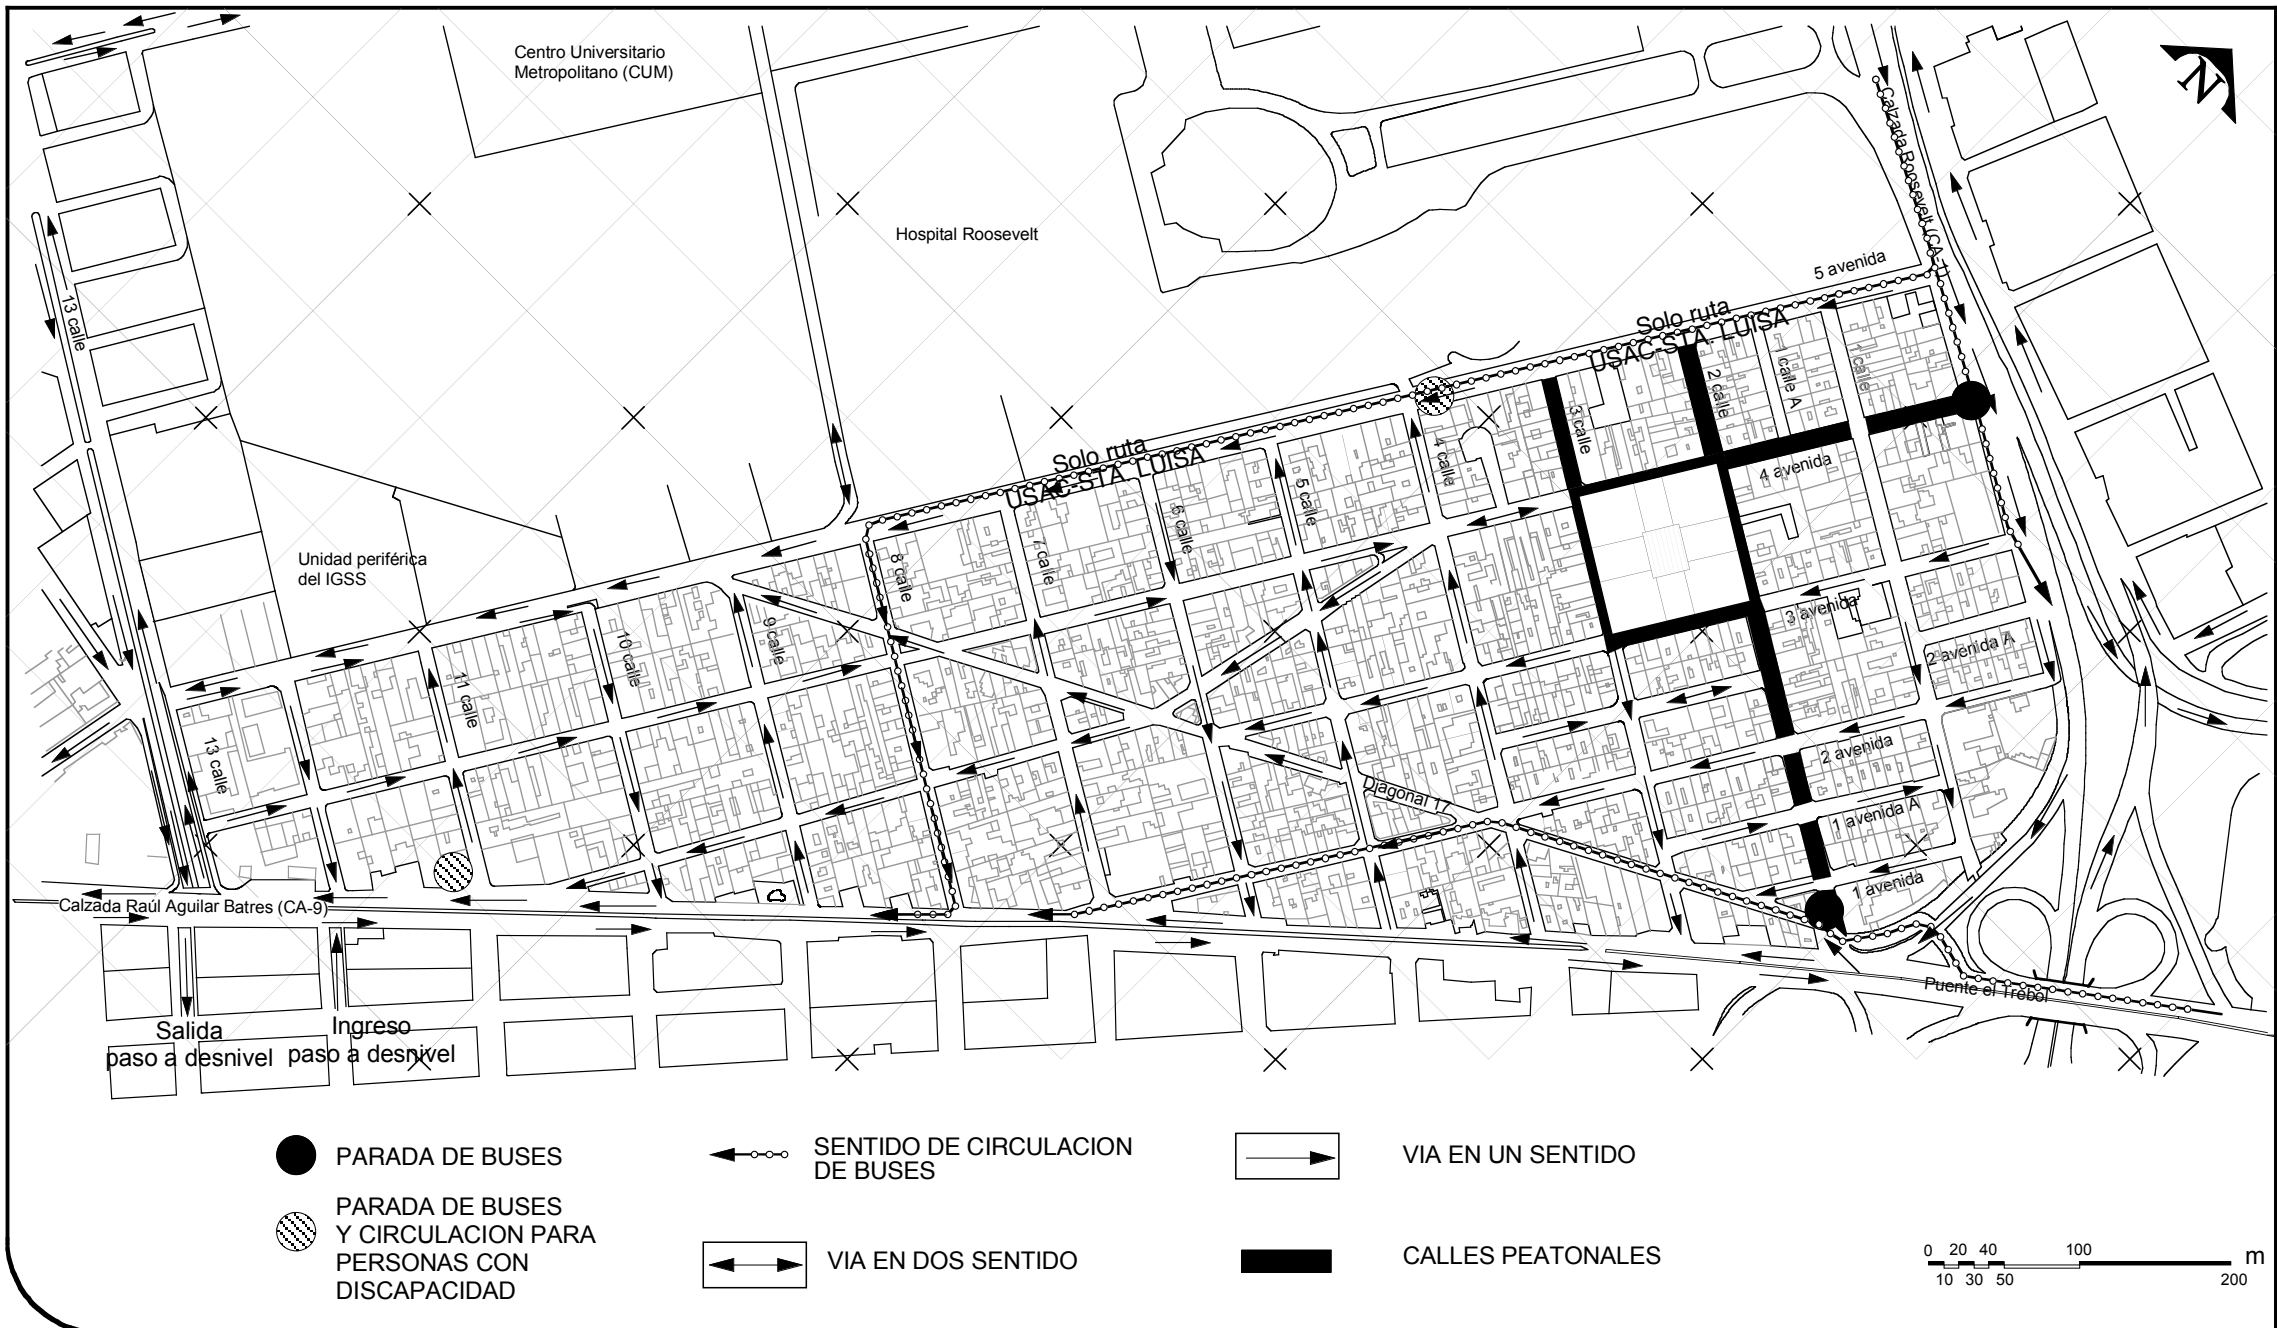 Centro Universitario
Metropolitano (CUM)
Calzada Roosevelt (CA-1)
N
Hospital Roosevelt
5 avenida
13 calle
Solo ruta
USAC-STA. LUISA
1 calle
1 calle A
2 calle
3 calle
4 calle
4 avenida
Solo ruta
USAC-STA. LUISA
5 calle
6 calle
7 calle
8 calle
Unidad periférica
del IGSS
9 calle
10 calle
11 calle
13 calle
3 avenida
2 avenida A
2 avenida
Diagonal 17
1 avenida A
1 avenida
Calzada Raúl Aguilar Batres (CA-9)
Puente el Trébol
Salida
paso a desnivel
Ingreso
paso a desnivel
PARADA DE BUSES
SENTIDO DE CIRCULACION
DE BUSES
VIA EN UN SENTIDO
PARADA DE BUSES
Y CIRCULACION PARA
PERSONAS CON
DISCAPACIDAD
VIA EN DOS SENTIDO
CALLES PEATONALES
0 20 40 100 m
10 30 50 200